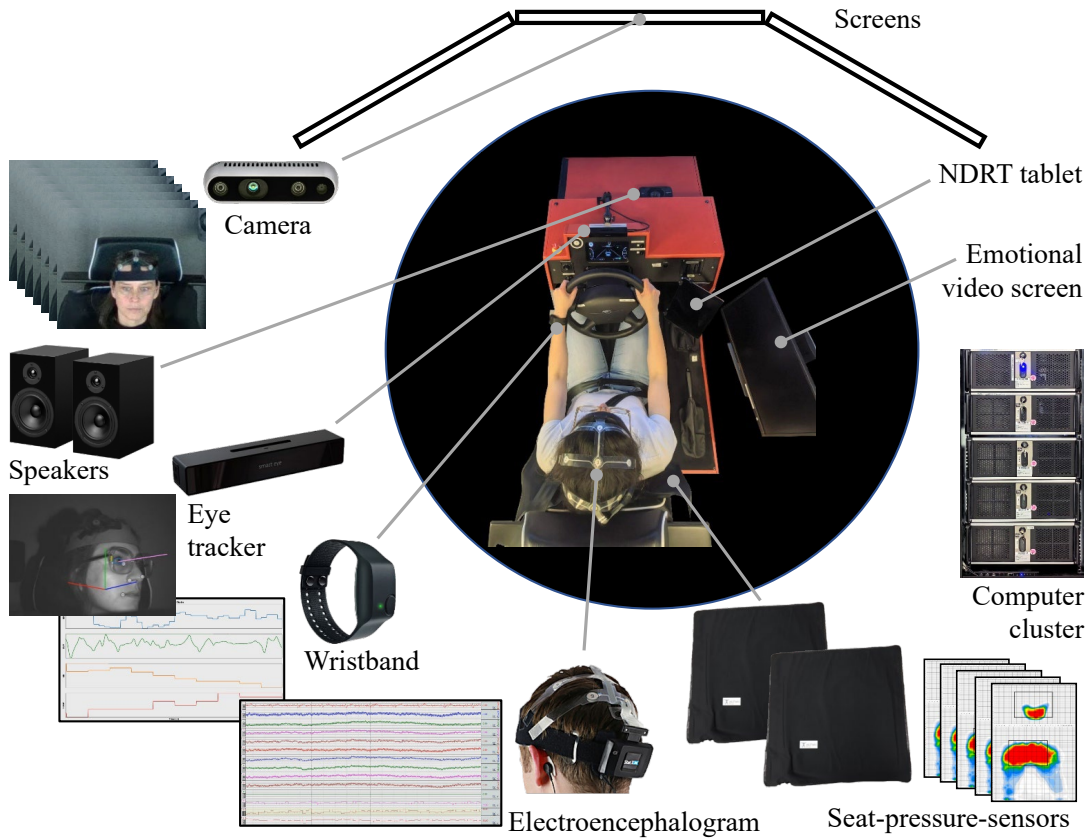 Screens
NDRT tablet
Camera
Emotional
video screen
Speakers
Eye
tracker
Computer
cluster
Wristband
Electroencephalogram
Seat-pressure-sensors